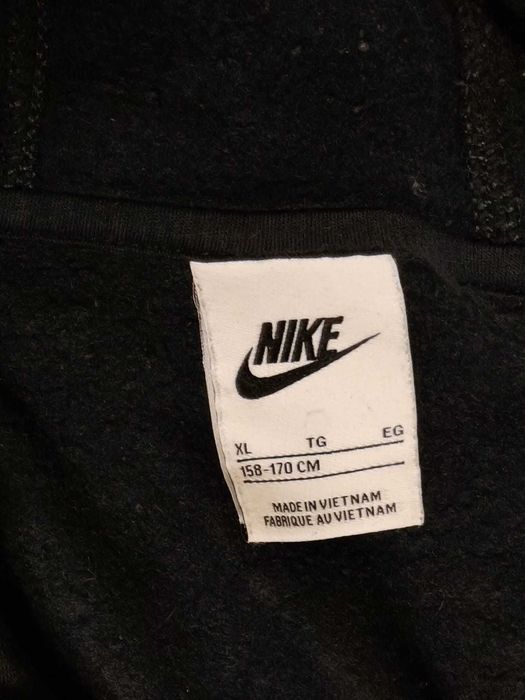 NIKE
XL TG EG
158-170 CM
MADE IN VIETNAM
FABRIQUE AU VIETNAM